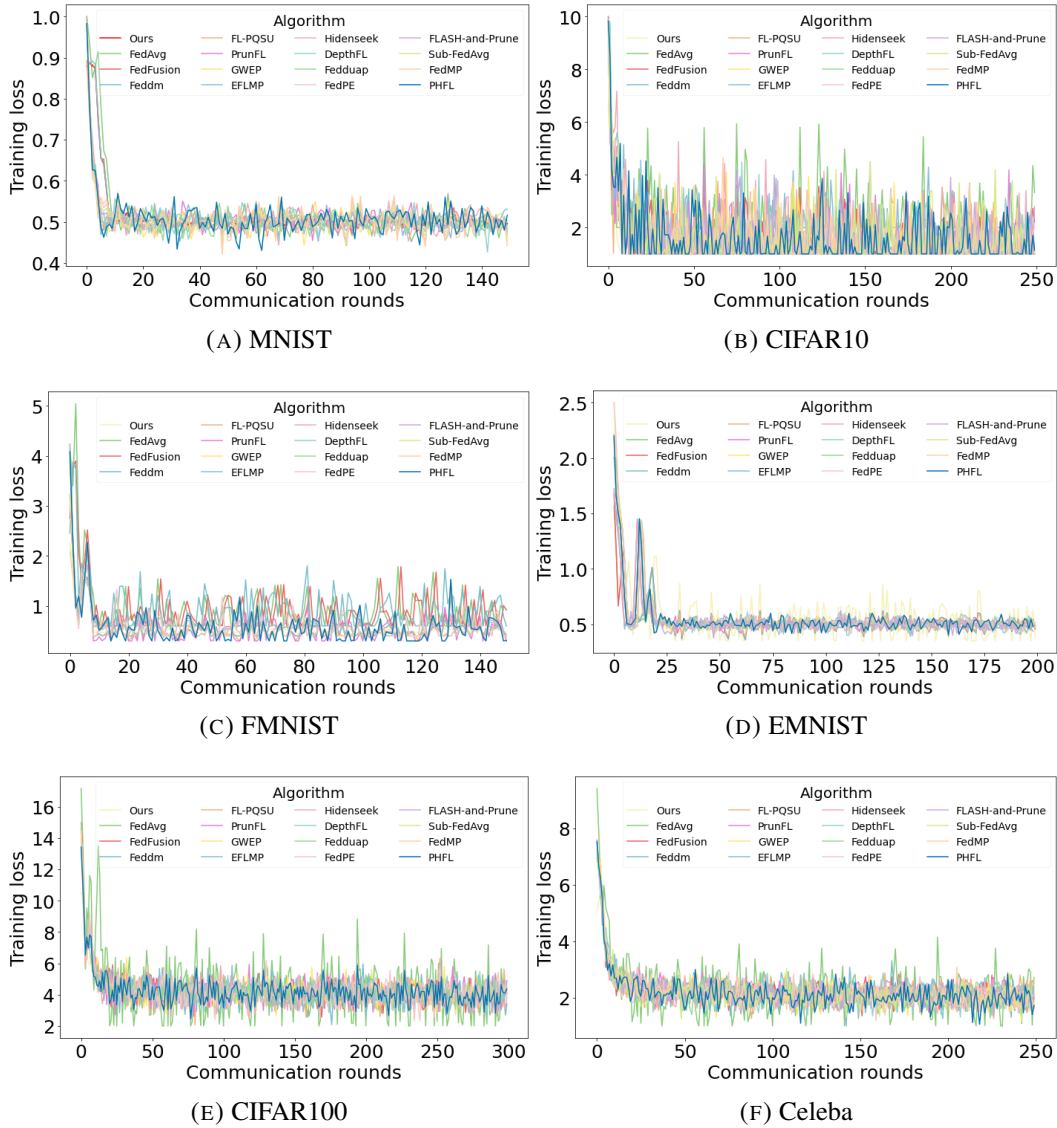 Algorithm
Ours FL-PQSU Hidenseek FLASH-and-Prune
FedAvg PrunFL DepthFL Sub-FedAvg
FedFusion GWEP Fedduap FedMP
Feddm EFLMP FedPE PHFL
Training loss
1.0
0.9
0.8
0.7
0.6
0.5
0.4
0 20 40 60 80 100 120 140
Communication rounds
(A) MNIST
Algorithm
Ours FL-PQSU Hidenseek FLASH-and-Prune
FedAvg PrunFL DepthFL Sub-FedAvg
FedFusion GWEP Fedduap FedMP
Feddm EFLMP FedPE PHFL
Training loss
10
8
6
4
2
0 50 100 150 200 250
Communication rounds
(B) CIFAR10
Algorithm
Ours FL-PQSU Hidenseek FLASH-and-Prune
FedAvg PrunFL DepthFL Sub-FedAvg
FedFusion GWEP Fedduap FedMP
Feddm EFLMP FedPE PHFL
Training loss
5
4
3
2
1
0 20 40 60 80 100 120 140
Communication rounds
(C) FMNIST
Algorithm
Ours FL-PQSU Hidenseek FLASH-and-Prune
FedAvg PrunFL DepthFL Sub-FedAvg
FedFusion GWEP Fedduap FedMP
Feddm EFLMP FedPE PHFL
Training loss
2.5
2.0
1.5
1.0
0.5
0 25 50 75 100 125 150 175 200
Communication rounds
(D) EMNIST
Algorithm
Ours FL-PQSU Hidenseek FLASH-and-Prune
FedAvg PrunFL DepthFL Sub-FedAvg
FedFusion GWEP Fedduap FedMP
Feddm EFLMP FedPE PHFL
Training loss
16
14
12
10
8
6
4
2
0 50 100 150 200 250 300
Communication rounds
(E) CIFAR100
Algorithm
Ours FL-PQSU Hidenseek FLASH-and-Prune
FedAvg PrunFL DepthFL Sub-FedAvg
FedFusion GWEP Fedduap FedMP
Feddm EFLMP FedPE PHFL
Training loss
8
6
4
2
0 50 100 150 200 250
Communication rounds
(F) Celeba